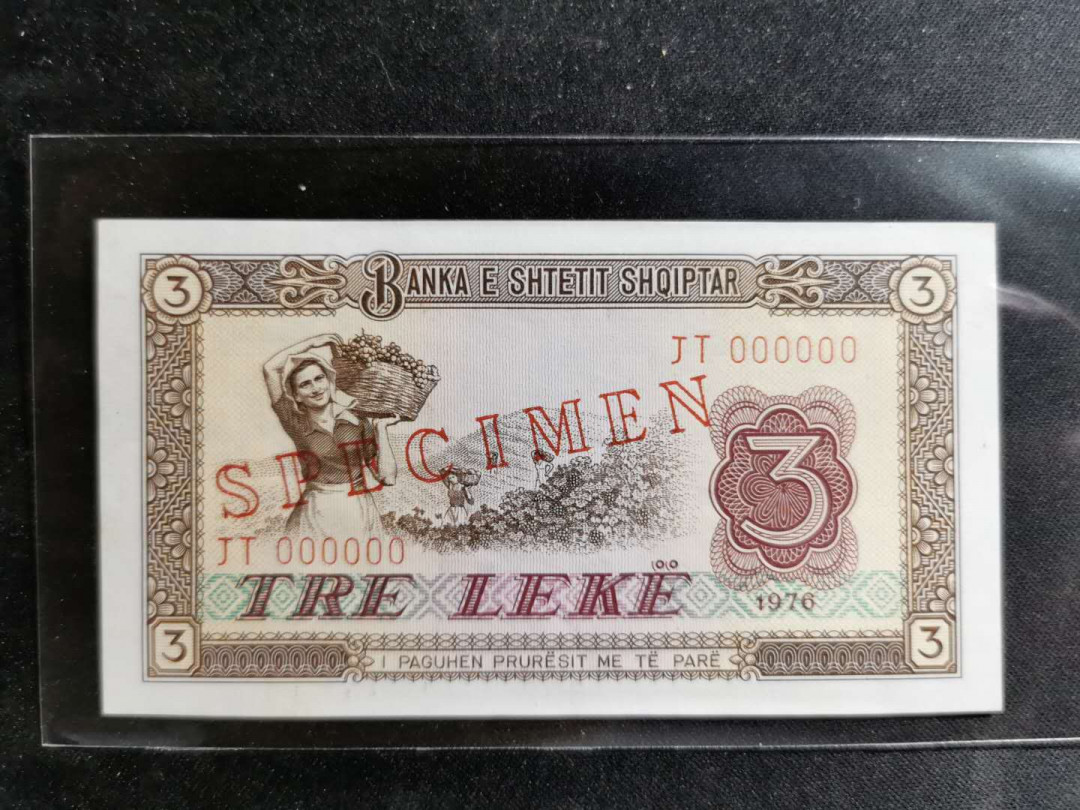 3 BANKA E SHTETIT SHQIPTAR 3
JT 000000
SPECIMEN
3
JT 000000
TRE LEKË
1976
3 I PAGUHEN PRURËSIT ME TË PARË 3